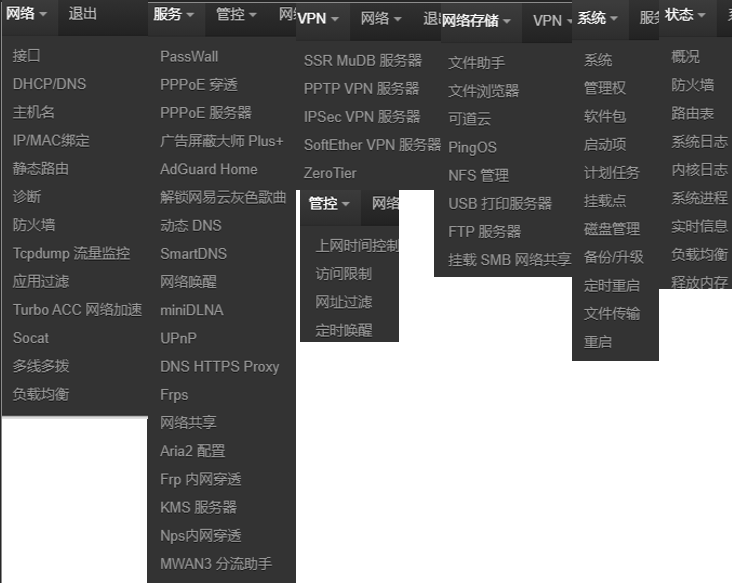 网络 退出
接口
DHCP/DNS
主机名
IP/MAC绑定
静态路由
诊断
防火墙
Tcpdump 流量监控
应用过滤
Turbo ACC 网络加速
Socat
多线多拨
负载均衡
服务 管控
PassWall
PPPoE 穿透
PPPoE 服务器
广告屏蔽大师 Plus+
AdGuard Home
解锁网易云灰色歌曲
动态 DNS
SmartDNS
网络唤醒
miniDLNA
UPnP
DNS HTTPS Proxy
Frps
网络共享
Aria2 配置
Frp 内网穿透
KMS 服务器
Nps内网穿透
MWAN3 分流助手
VPN 网络
SSR MuDB 服务器
PPTP VPN 服务器
IPSec VPN 服务器
SoftEther VPN 服务器
ZeroTier
管控 网络
上网时间控制
访问限制
网址过滤
定时唤醒
网络存储 VPN
文件助手
文件浏览器
可道云
PingOS
NFS 管理
USB 打印服务器
FTP 服务器
挂载 SMB 网络共享
系统
系统
管理权
软件包
启动项
计划任务
挂载点
磁盘管理
备份/升级
定时重启
文件传输
重启
状态
概况
防火墙
路由表
系统日志
内核日志
系统进程
实时信息
负载均衡
释放内存